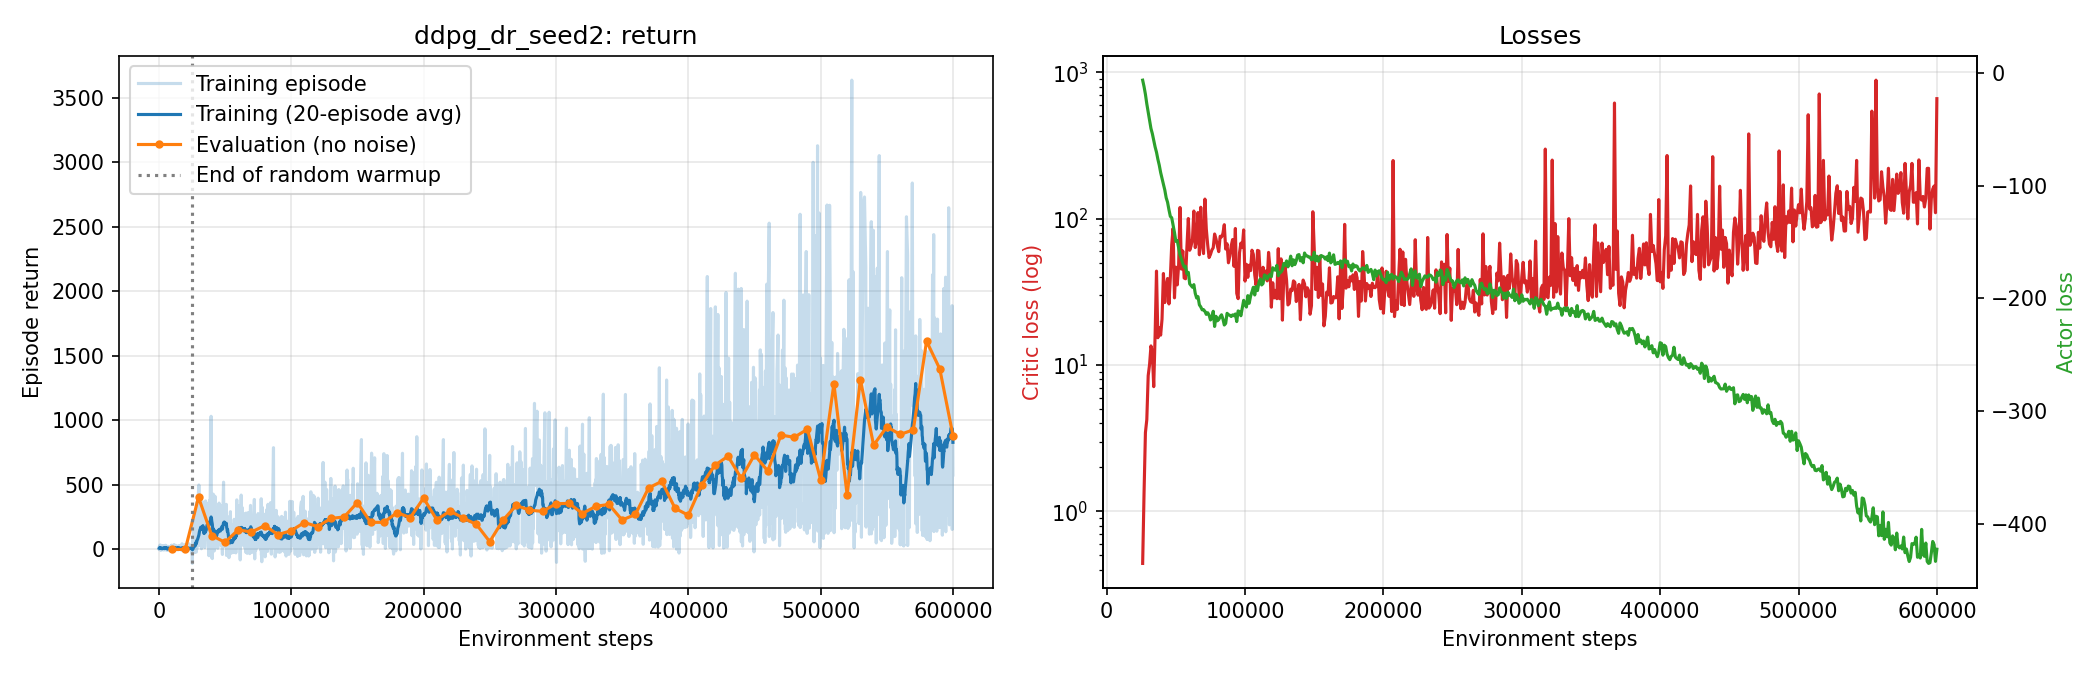 ddpg_dr_seed2: return
Training episode
Training (20-episode avg)
Evaluation (no noise)
End of random warmup
3500
3000
2500
2000
1500
1000
500
0
Episode return
0
100000
200000
300000
400000
500000
600000
Environment steps
Losses
10³
10²
10¹
10⁰
Critic loss (log)
0
−100
−200
−300
−400
Actor loss
0
100000
200000
300000
400000
500000
600000
Environment steps